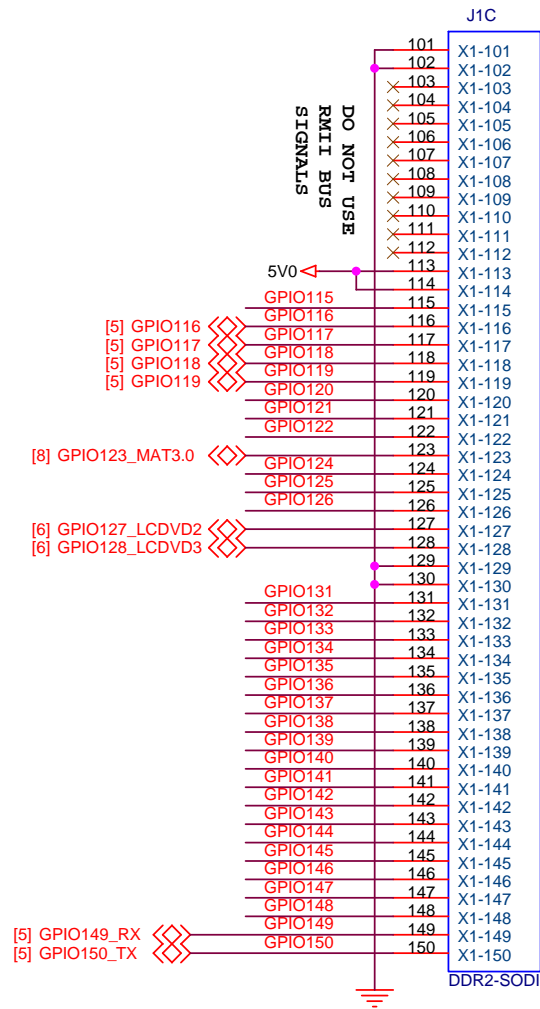 J1C
101 X1-101
102 X1-102
103 X1-103
104 X1-104
105 X1-105
106 X1-106
107 X1-107
108 X1-108
109 X1-109
110 X1-110
111 X1-111
112 X1-112
DO NOT USE
RMII BUS
SIGNALS
5V0 113 X1-113
114 X1-114
GPIO115 115 X1-115
[5] GPIO116 GPIO116 116 X1-116
[5] GPIO117 GPIO117 117 X1-117
[5] GPIO118 GPIO118 118 X1-118
[5] GPIO119 GPIO119 119 X1-119
GPIO120 120 X1-120
GPIO121 121 X1-121
GPIO122 122 X1-122
[8] GPIO123_MAT3.0 123 X1-123
GPIO124 124 X1-124
GPIO125 125 X1-125
GPIO126 126 X1-126
[6] GPIO127_LCDVD2 127 X1-127
[6] GPIO128_LCDVD3 128 X1-128
129 X1-129
130 X1-130
GPIO131 131 X1-131
GPIO132 132 X1-132
GPIO133 133 X1-133
GPIO134 134 X1-134
GPIO135 135 X1-135
GPIO136 136 X1-136
GPIO137 137 X1-137
GPIO138 138 X1-138
GPIO139 139 X1-139
GPIO140 140 X1-140
GPIO141 141 X1-141
GPIO142 142 X1-142
GPIO143 143 X1-143
GPIO144 144 X1-144
GPIO145 145 X1-145
GPIO146 146 X1-146
GPIO147 147 X1-147
GPIO148 148 X1-148
[5] GPIO149_RX GPIO149 149 X1-149
[5] GPIO150_TX GPIO150 150 X1-150
DDR2-SODI